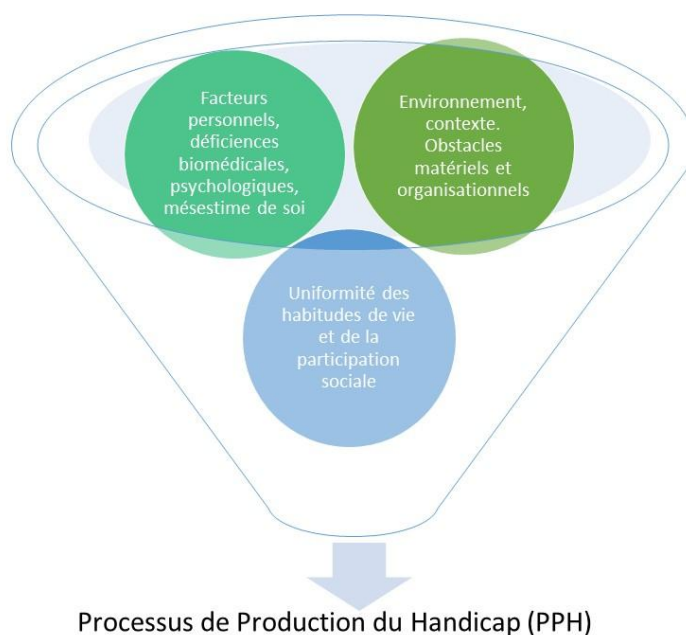 Facteurs
personnels,
déficiences
biomédicales,
psychologiques,
mésestime de soi
Environnement,
contexte.
Obstacles
matériels et
organisationnels
Uniformité des
habitudes de vie
et de la
participation
sociale
Processus de Production du Handicap (PPH)